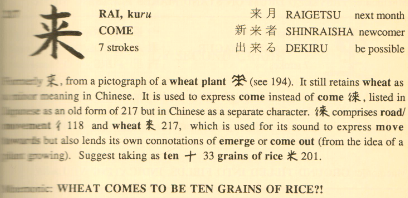 来 RAI, kuru 来月 RAIGETSU next month
COME 新来者 SHINRAISHA newcomer
7 strokes 出来る DEKIRU be possible
Formerly 來, from a pictograph of a wheat plant (see 194). It still retains wheat as
a minor meaning in Chinese. It is used to express come instead of come 徠, listed in
Japanese as an old form of 217 but in Chinese as a separate character. 徠 comprises road/
movement 彳 118 and wheat 來 217, which is used for its sound to express move
towards but also lends its own connotations of emerge or come out (from the idea of a
plant growing). Suggest taking as ten 十 33 grains of rice 米 201.
Mnemonic: WHEAT COMES TO BE TEN GRAINS OF RICE?!